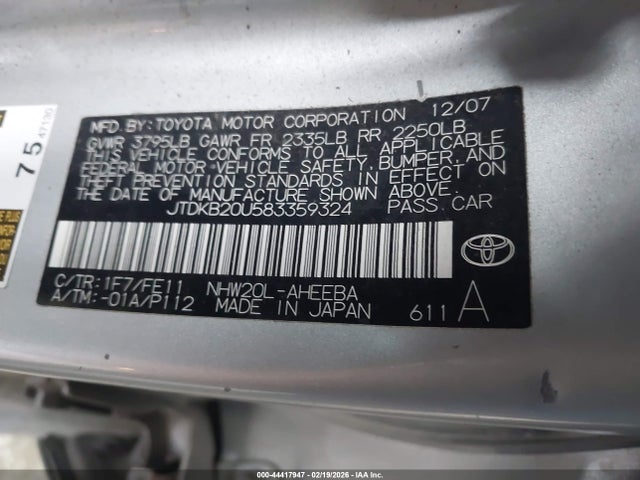 MFD. BY: TOYOTA MOTOR CORPORATION 12/07
GVWR 3795LB GAWR FR 2335LB RR 2250LB
THIS VEHICLE CONFORMS TO ALL APPLICABLE
FEDERAL MOTOR VEHICLE SAFETY, BUMPER, AND
THEFT PREVENTION STANDARDS IN EFFECT ON
THE DATE OF MANUFACTURE SHOWN ABOVE.
JTDKB20U583359324 PASS.CAR
C/TR: 1F7/FE11 NHW20L-AHEEBA
A/TM: -01A/P112 MADE IN JAPAN 611 A
75
47130
00-44417947 - 02/19/2026 - IAA Inc.